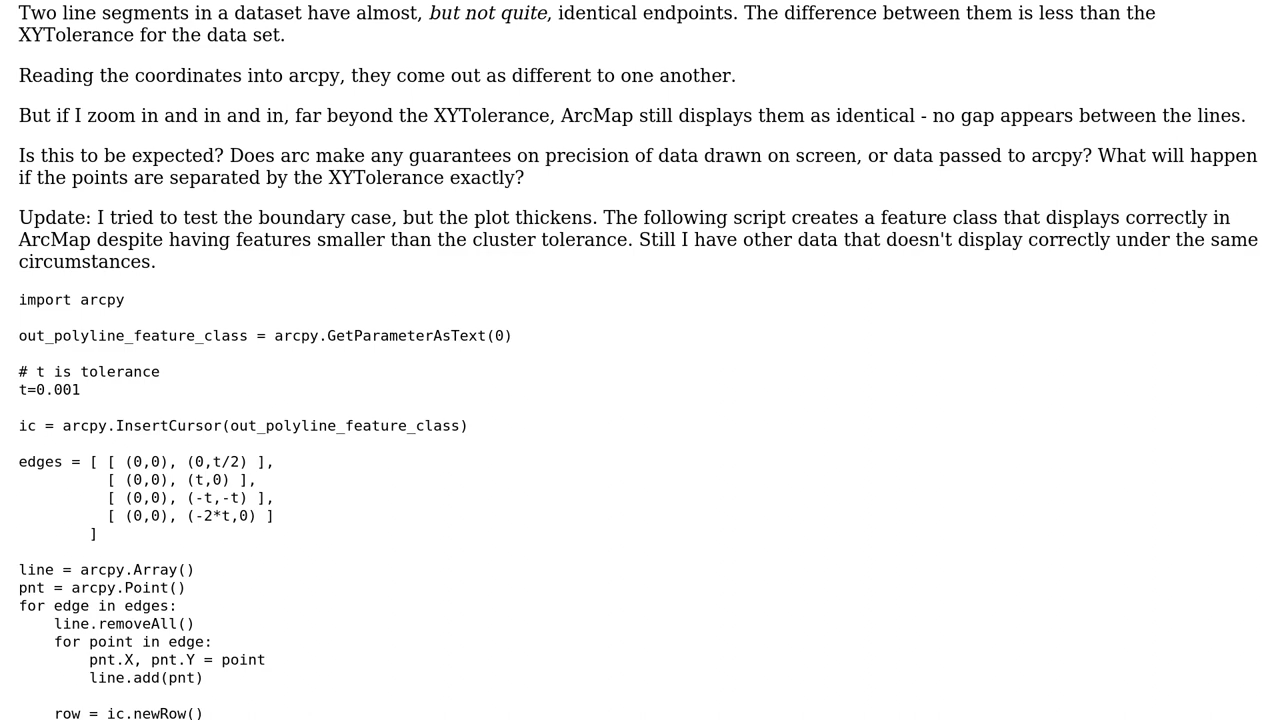 Two line segments in a dataset have almost, but not quite, identical endpoints. The difference between them is less than the
XYTolerance for the data set.
Reading the coordinates into arcpy, they come out as different to one another.
But if I zoom in and in and in, far beyond the XYTolerance, ArcMap still displays them as identical - no gap appears between the lines.
Is this to be expected? Does arc make any guarantees on precision of data drawn on screen, or data passed to arcpy? What will happen
if the points are separated by the XYTolerance exactly?
Update: I tried to test the boundary case, but the plot thickens. The following script creates a feature class that displays correctly in
ArcMap despite having features smaller than the cluster tolerance. Still I have other data that doesn't display correctly under the same
circumstances.
import arcpy
out_polyline_feature_class = arcpy.GetParameterAsText(0)
# t is tolerance
t=0.001
ic = arcpy.InsertCursor(out_polyline_feature_class)
edges = [ [ (0,0), (0,t/2) ],
          [ (0,0), (t,0) ],
          [ (0,0), (-t,-t) ],
          [ (0,0), (-2*t,0) ]
        ]
line = arcpy.Array()
pnt = arcpy.Point()
for edge in edges:
    line.removeAll()
    for point in edge:
        pnt.X, pnt.Y = point
        line.add(pnt)
    row = ic.newRow()